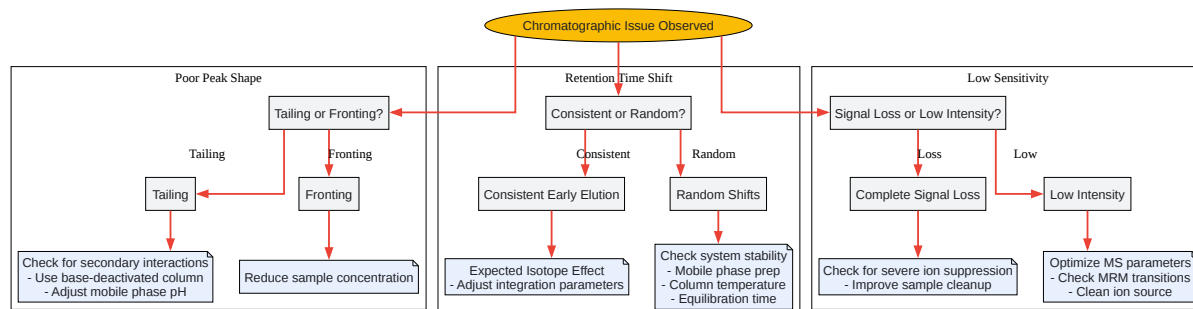 Chromatographic Issue Observed
Poor Peak Shape
Tailing or Fronting?
Tailing
Fronting
Tailing
Fronting
Check for secondary interactions
- Use base-deactivated column
- Adjust mobile phase pH
Reduce sample concentration
Retention Time Shift
Consistent or Random?
Consistent
Random
Consistent Early Elution
Random Shifts
Expected Isotope Effect
- Adjust integration parameters
Check system stability
- Mobile phase prep
- Column temperature
- Equilibration time
Low Sensitivity
Signal Loss or Low Intensity?
Loss
Low
Complete Signal Loss
Low Intensity
Check for severe ion suppression
- Improve sample cleanup
Optimize MS parameters
- Check MRM transitions
- Clean ion source